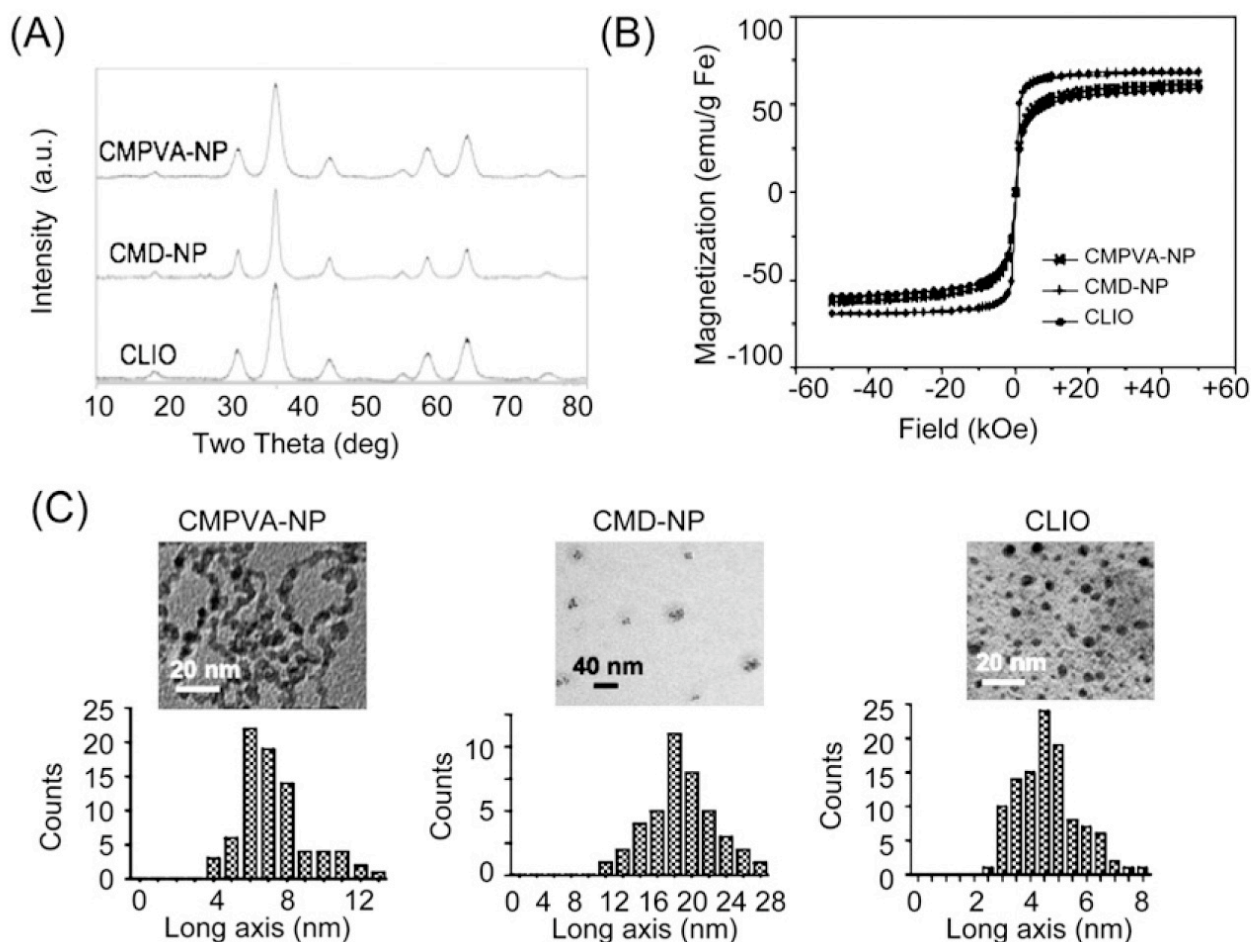 (A)
CMPVA-NP
CMD-NP
CLIO
Intensity (a.u.)
10 20 30 40 50 60 70 80
Two Theta (deg)
(B)
Magnetization (emu/g Fe)
100
50
0
-50
-100
CMPVA-NP
CMD-NP
CLIO
-60 -40 -20 0 +20 +40 +60
Field (kOe)
(C)
CMPVA-NP
CMD-NP
CLIO
20 nm
40 nm
20 nm
Counts
25
20
15
10
5
0
0 4 8 12
Long axis (nm)
Counts
10
5
0
0 4 8 12 16 20 24 28
Long axis (nm)
Counts
25
20
15
10
5
0
0 2 4 6 8
Long axis (nm)